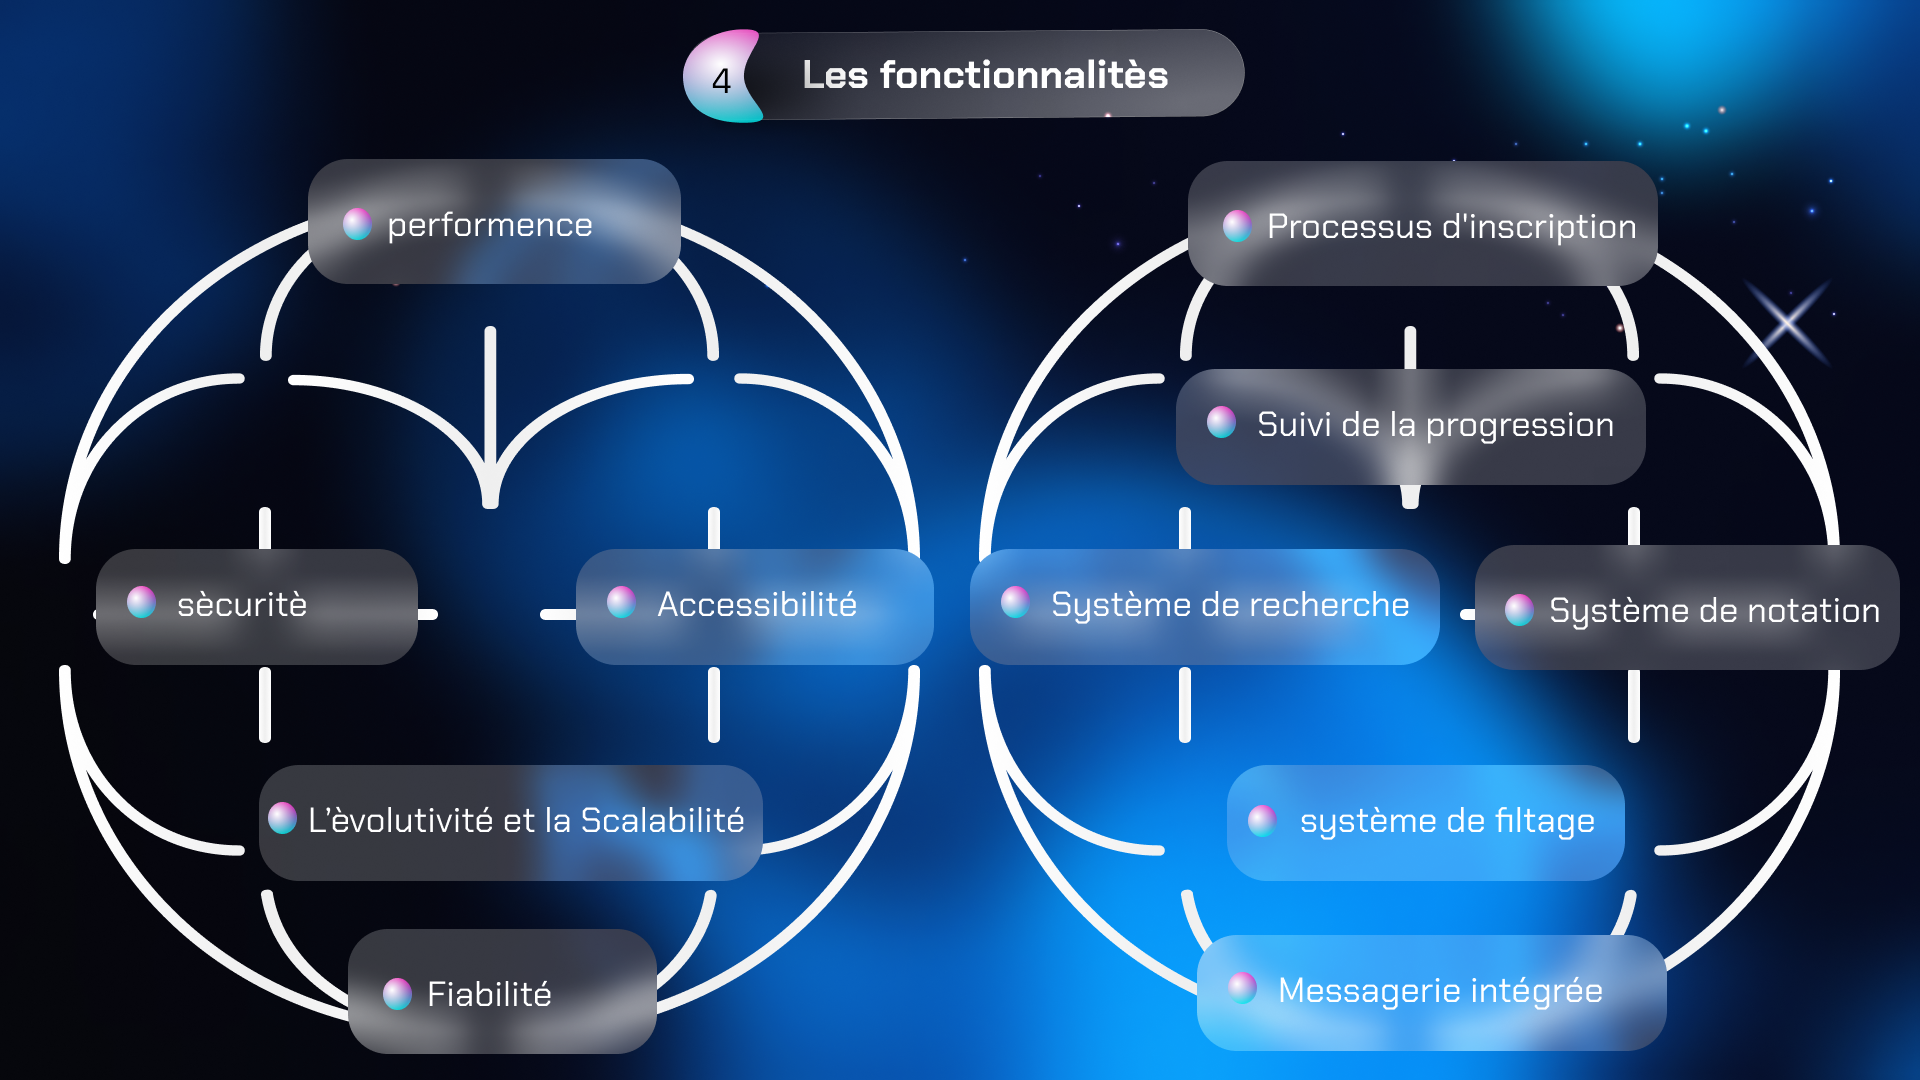 4
Les fonctionnalitès
performence
sècuritè
Accessibilité
L'èvolutivité et la Scalabilité
Fiabilité
Processus d'inscription
Suivi de la progression
Système de recherche
Système de notation
système de filtage
Messagerie intégrée